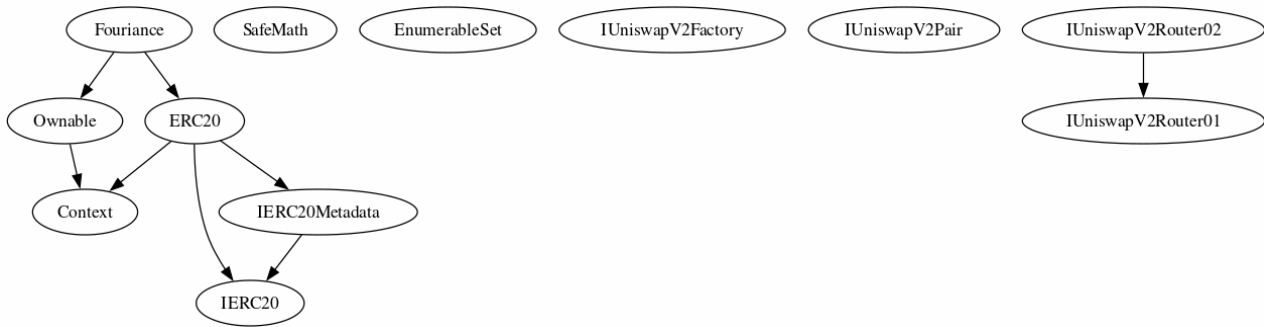 Fouriance
SafeMath
EnumerableSet
IUniswapV2Factory
IUniswapV2Pair
IUniswapV2Router02
Ownable
ERC20
IUniswapV2Router01
Context
IERC20Metadata
IERC20